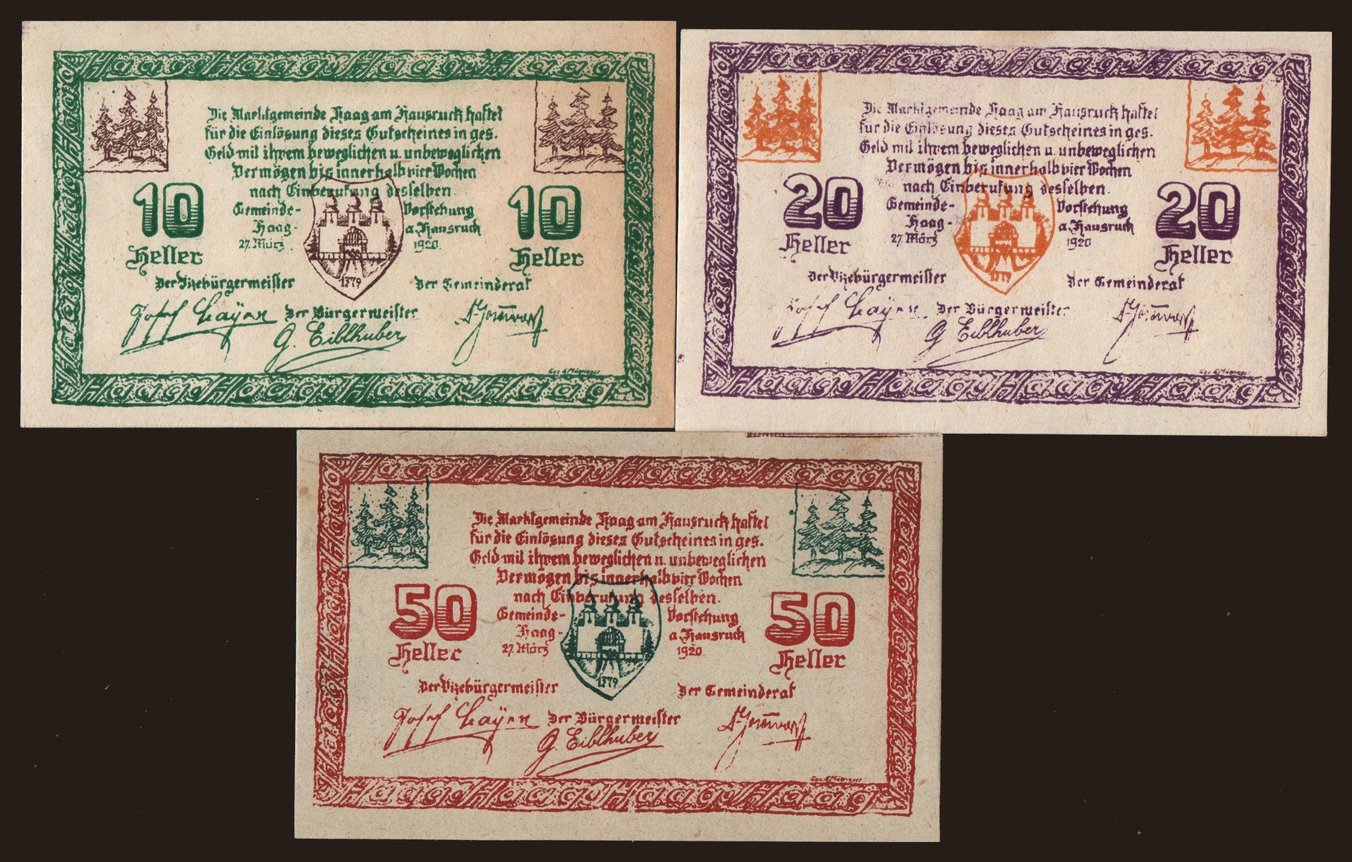 Die Marktgemeinde Haag am Hausruck haftet
für die Einlösung dieses Gutscheines in ges.
Geld mit ihrem beweglichen u. unbeweglichen
Vermögen bis innerhalb vier Wochen
nach Einberufung desselben.
10 Gemeinde- Vorstehung 10
Haag- a. Hausruck
Heller 27. März 1920. Heller
1379
Der Vizebürgermeister Der Gemeinderat
Josef
Der Bürgermeister
G. Eiblhuber
Die Marktgemeinde Haag am Hausruck haftet
für die Einlösung dieses Gutscheines in ges.
Geld mit ihrem beweglichen u. unbeweglichen
Vermögen bis innerhalb vier Wochen
nach Einberufung desselben.
20 Gemeinde- Vorstehung 20
Haag- a. Hausruck
Heller 27. März 1920 Heller
1379
Der Vizebürgermeister Der Gemeinderat
Josef
Der Bürgermeister
G. Eiblhuber
Die Marktgemeinde Haag am Hausruck haftet
für die Einlösung dieses Gutscheines in ges.
Geld mit ihrem beweglichen u. unbeweglichen
Vermögen bis innerhalb vier Wochen
nach Einberufung desselben.
50 Gemeinde- Vorstehung 50
Haag- a. Hausruck
Heller 27. März 1920. Heller
1379
Der Vizebürgermeister Der Gemeinderat
Josef
Der Bürgermeister
G. Eiblhuber